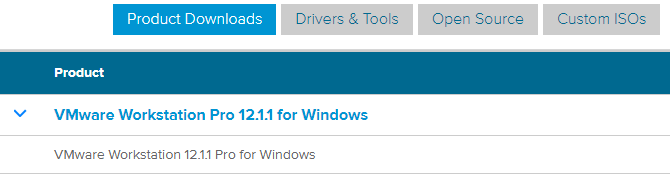 Product Downloads Drivers & Tools Open Source Custom ISOs
Product
VMware Workstation Pro 12.1.1 for Windows
VMware Workstation 12.1.1 Pro for Windows